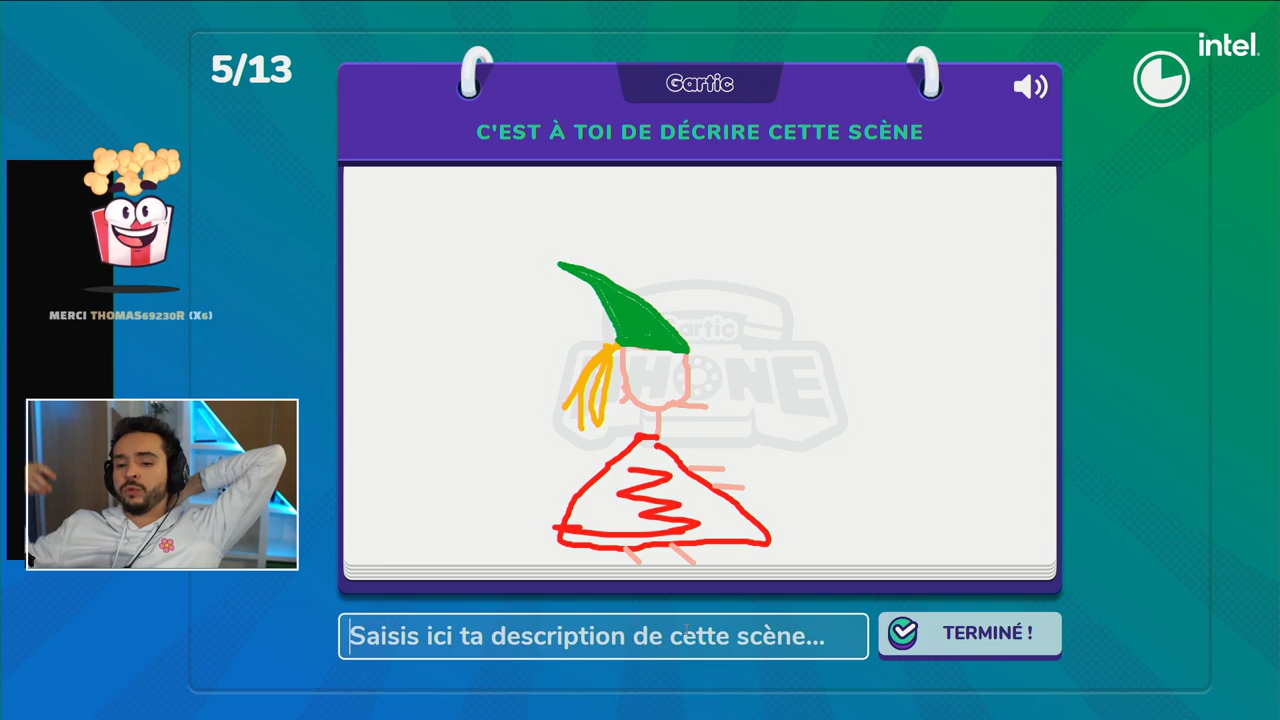 intel.
5/13
Gartic
C'EST À TOI DE DÉCRIRE CETTE SCÈNE
Gartic
PHONE
MERCI THOMAS69230R (X6)
Saisis ici ta description de cette scène...
TERMINÉ !